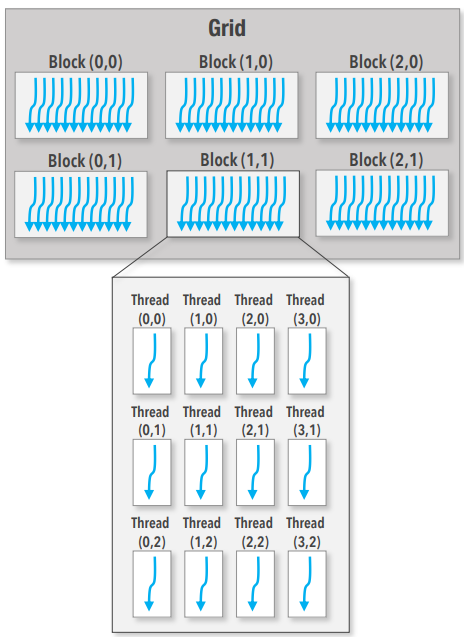 Grid
Block (0,0) Block (1,0) Block (2,0)
Block (0,1) Block (1,1) Block (2,1)
Thread Thread Thread Thread
(0,0) (1,0) (2,0) (3,0)
Thread Thread Thread Thread
(0,1) (1,1) (2,1) (3,1)
Thread Thread Thread Thread
(0,2) (1,2) (2,2) (3,2)